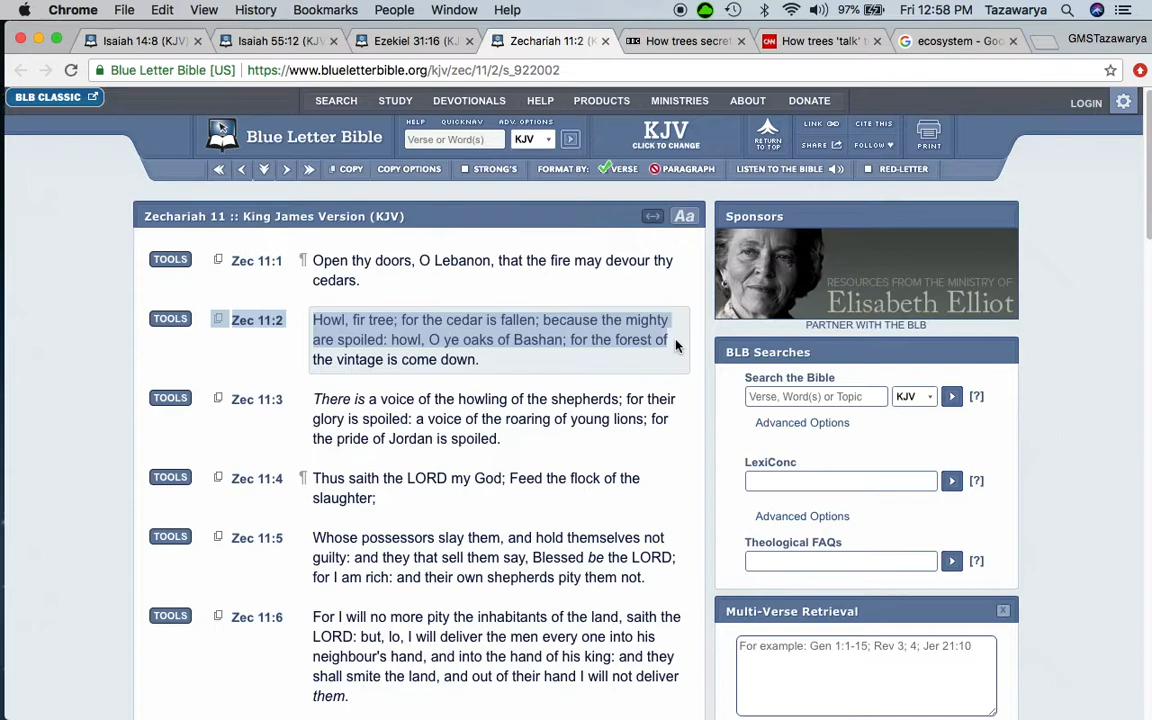 Chrome File Edit View History Bookmarks People Window Help 97% Fri 12:58 PM Tazawarya
Isaiah 14:8 (KJV) Isaiah 55:12 (KJV Ezekiel 31:16 (KJ Zechariah 11:2 (K How trees secret How trees 'talk' t ecosystem - Goo GMSTazawarya
Blue Letter Bible [US] https://www.blueletterbible.org/kjv/zec/11/2/s_922002
BLB CLASSIC
SEARCH STUDY DEVOTIONALS HELP PRODUCTS MINISTRIES ABOUT DONATE LOGIN
Blue Letter Bible
HELP QUICKNAV ADV. OPTIONS
Verse or Word(s) KJV
KJV
CLICK TO CHANGE
RETURN
TO TOP
LINK CITE THIS
SHARE FOLLOW
PRINT
COPY COPY OPTIONS STRONG'S FORMAT BY: VERSE PARAGRAPH LISTEN TO THE BIBLE RED-LETTER
Zechariah 11 :: King James Version (KJV) Aa
TOOLS Zec 11:1 ¶ Open thy doors, O Lebanon, that the fire may devour thy
cedars.
TOOLS Zec 11:2 Howl, fir tree; for the cedar is fallen; because the mighty
are spoiled: howl, O ye oaks of Bashan; for the forest of
the vintage is come down.
TOOLS Zec 11:3 There is a voice of the howling of the shepherds; for their
glory is spoiled: a voice of the roaring of young lions; for
the pride of Jordan is spoiled.
TOOLS Zec 11:4 ¶ Thus saith the LORD my God; Feed the flock of the
slaughter;
TOOLS Zec 11:5 Whose possessors slay them, and hold themselves not
guilty: and they that sell them say, Blessed be the LORD;
for I am rich: and their own shepherds pity them not.
TOOLS Zec 11:6 For I will no more pity the inhabitants of the land, saith the
LORD: but, lo, I will deliver the men every one into his
neighbour's hand, and into the hand of his king: and they
shall smite the land, and out of their hand I will not deliver
them.
Sponsors
RESOURCES FROM THE MINISTRY OF
Elisabeth Elliot
PARTNER WITH THE BLB
BLB Searches
Search the Bible
Verse, Word(s) or Topic KJV [?]
Advanced Options
LexiConc
[?]
Advanced Options
Theological FAQs
[?]
Multi-Verse Retrieval x
For example: Gen 1:1-15; Rev 3; 4; Jer 21:10